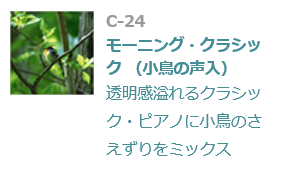 C-24
モーニング・クラシッ
ク （小鳥の声入）
透明感溢れるクラシッ
ク・ピアノに小鳥のさ
えずりをミックス